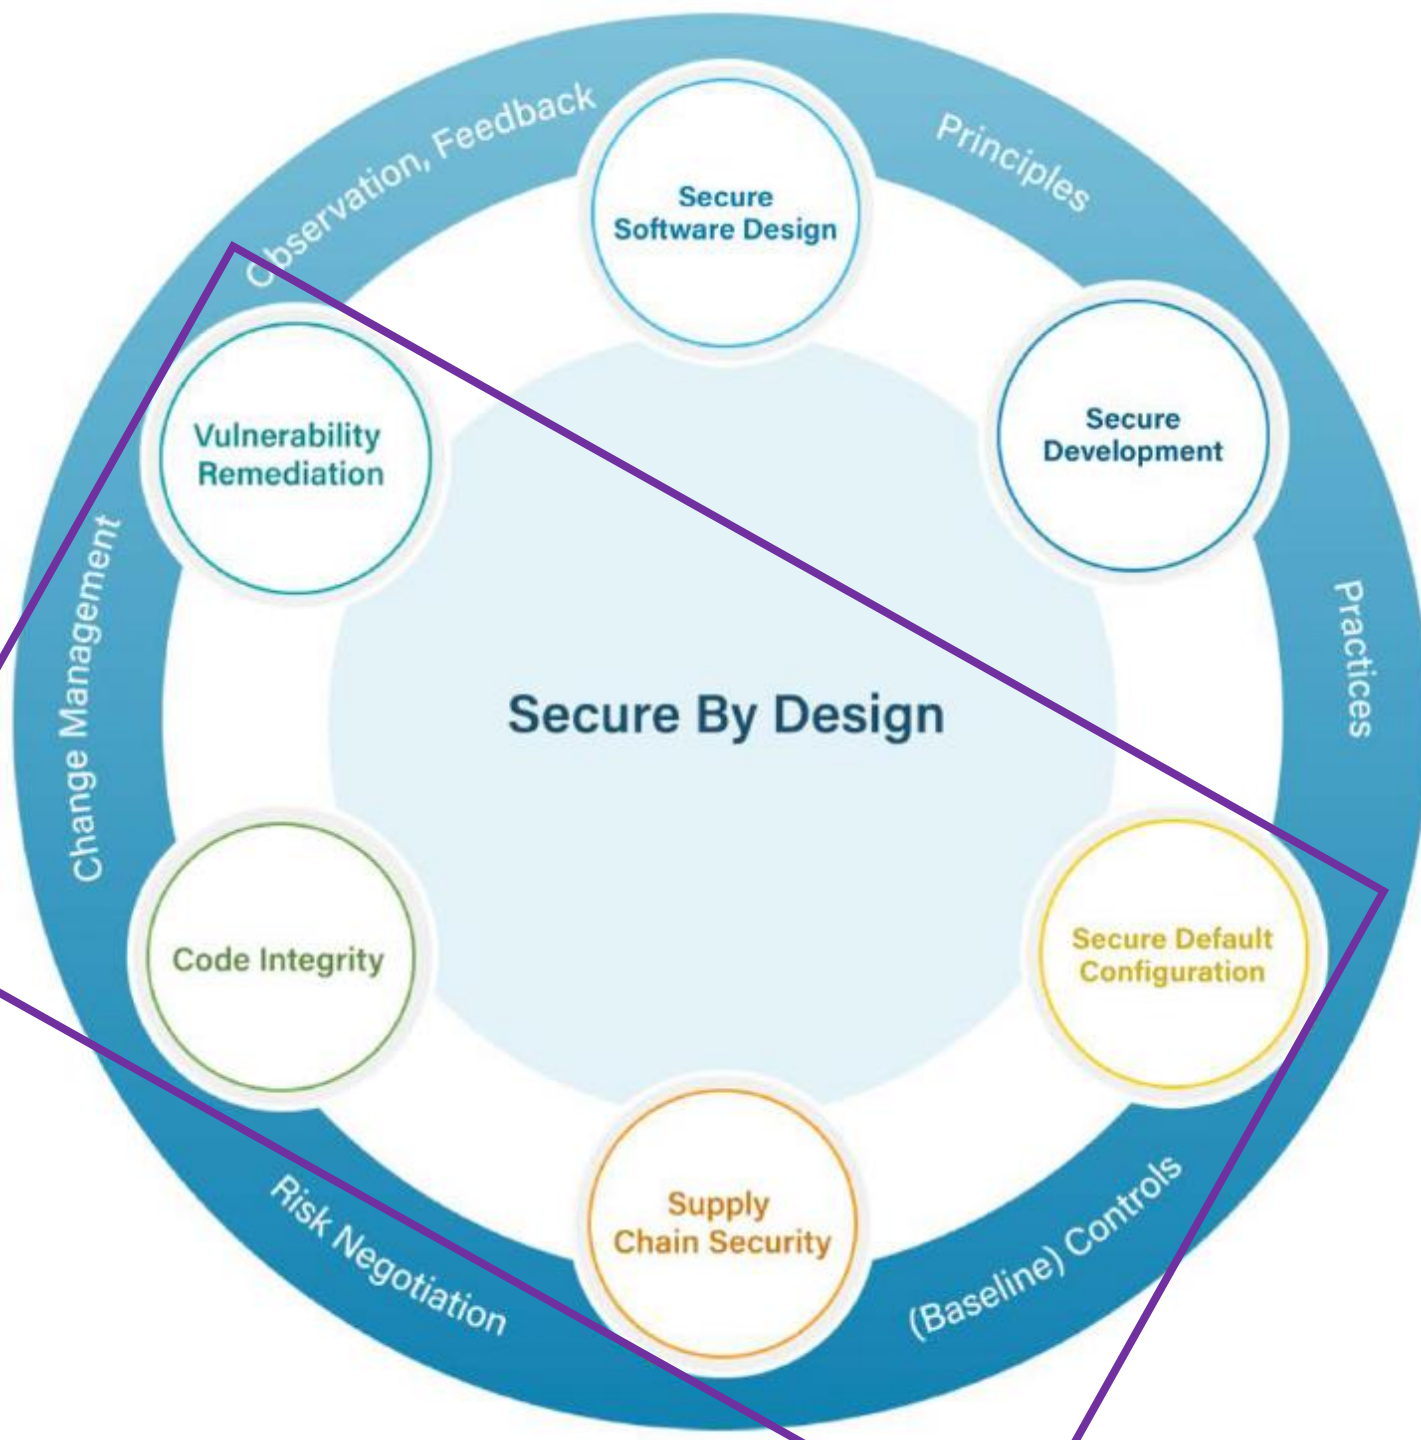 Observation, Feedback
Principles
Secure
Software Design
Secure
Development
Vulnerability
Remediation
Practices
Change Management
Secure By Design
Secure Default
Configuration
Code Integrity
Supply
Chain Security
Risk Negotiation
(Baseline) Controls